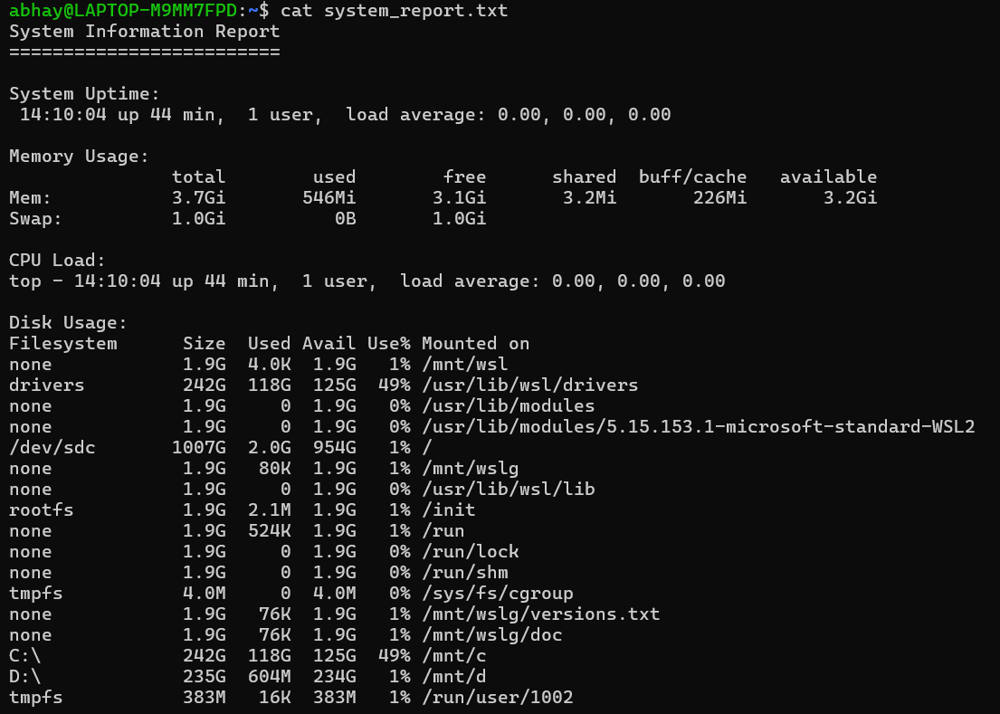 abhay@LAPTOP-M9MM7FPD:~$ cat system_report.txt
System Information Report
=========================

System Uptime:
 14:10:04 up 44 min,  1 user,  load average: 0.00, 0.00, 0.00

Memory Usage:
               total        used        free      shared  buff/cache   available
Mem:           3.7Gi       546Mi       3.1Gi       3.2Mi       226Mi       3.2Gi
Swap:          1.0Gi          0B       1.0Gi

CPU Load:
top - 14:10:04 up 44 min,  1 user,  load average: 0.00, 0.00, 0.00

Disk Usage:
Filesystem      Size  Used Avail Use% Mounted on
none            1.9G  4.0K  1.9G   1% /mnt/wsl
drivers         242G  118G  125G  49% /usr/lib/wsl/drivers
none            1.9G     0  1.9G   0% /usr/lib/modules
none            1.9G     0  1.9G   0% /usr/lib/modules/5.15.153.1-microsoft-standard-WSL2
/dev/sdc       1007G  2.0G  954G   1% /
none            1.9G   80K  1.9G   1% /mnt/wslg
none            1.9G     0  1.9G   0% /usr/lib/wsl/lib
rootfs          1.9G  2.1M  1.9G   1% /init
none            1.9G  524K  1.9G   1% /run
none            1.9G     0  1.9G   0% /run/lock
none            1.9G     0  1.9G   0% /run/shm
tmpfs           4.0M     0  4.0M   0% /sys/fs/cgroup
none            1.9G   76K  1.9G   1% /mnt/wslg/versions.txt
none            1.9G   76K  1.9G   1% /mnt/wslg/doc
C:\             242G  118G  125G  49% /mnt/c
D:\             235G  604M  234G   1% /mnt/d
tmpfs           383M   16K  383M   1% /run/user/1002